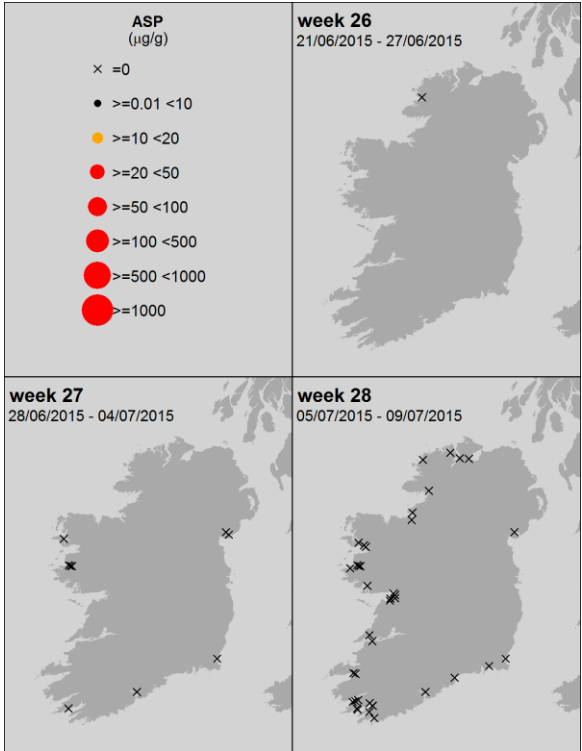 ASP
(μg/g)
=0
>=0.01 <10
>=10 <20
>=20 <50
>=50 <100
>=100 <500
>=500 <1000
>=1000
week 26
21/06/2015 - 27/06/2015
week 27
28/06/2015 - 04/07/2015
week 28
05/07/2015 - 09/07/2015